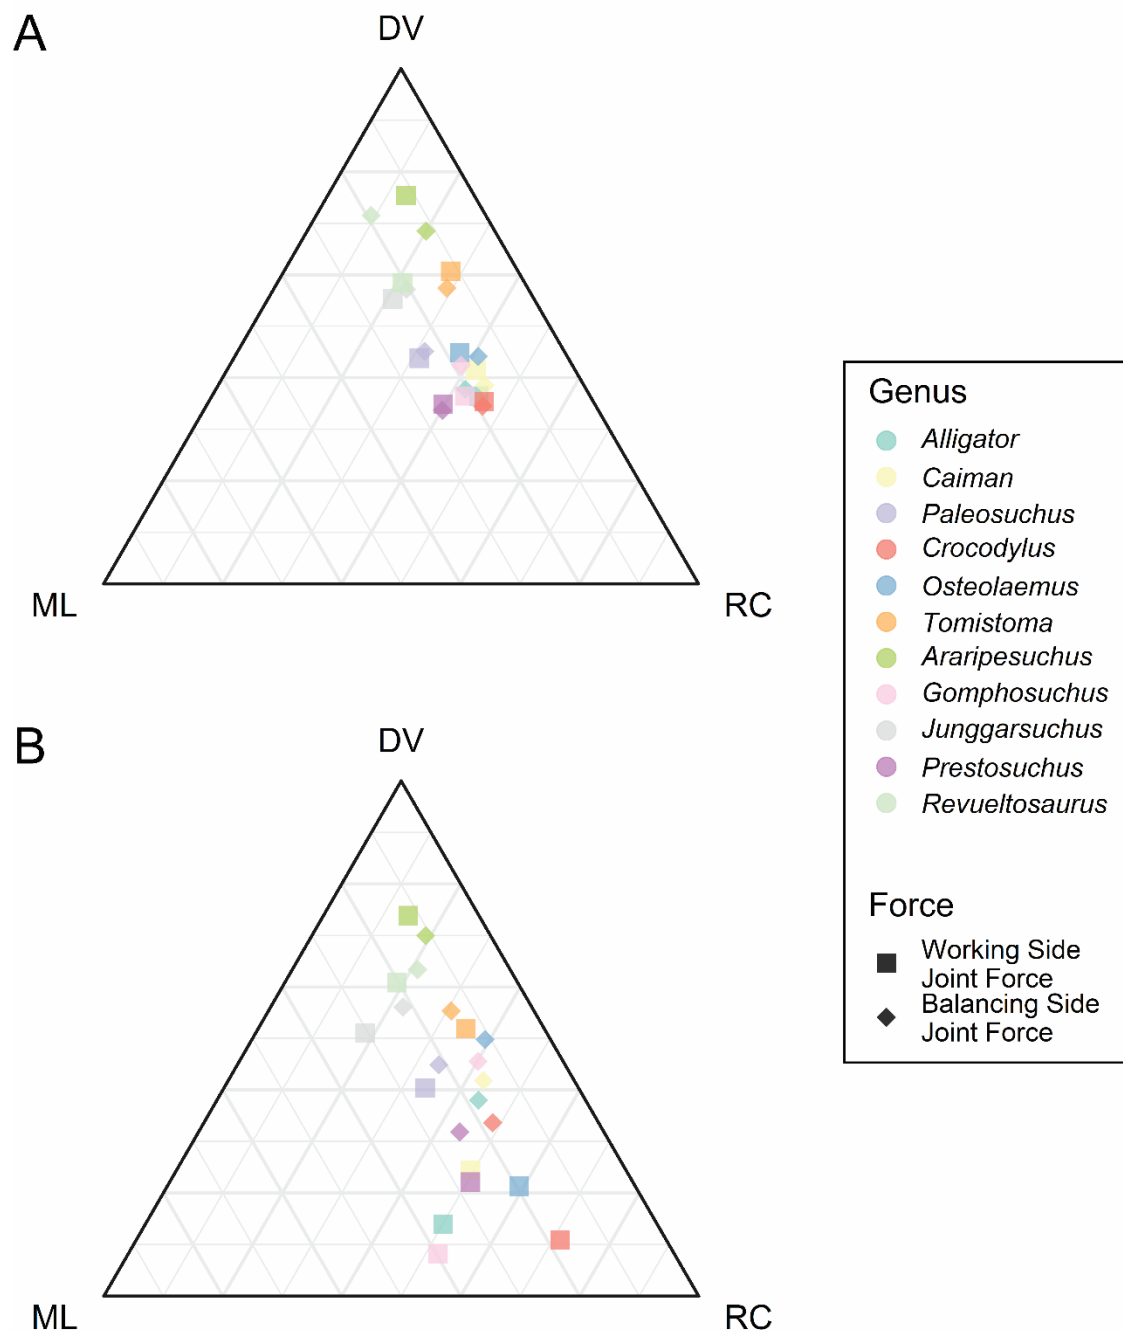 A
DV
ML
RC
B
DV
ML
RC
Genus
Alligator
Caiman
Paleosuchus
Crocodylus
Osteolaemus
Tomistoma
Araripesuchus
Gomphosuchus
Junggarsuchus
Prestosuchus
Revueltosaurus
Force
Working Side
Joint Force
Balancing Side
Joint Force